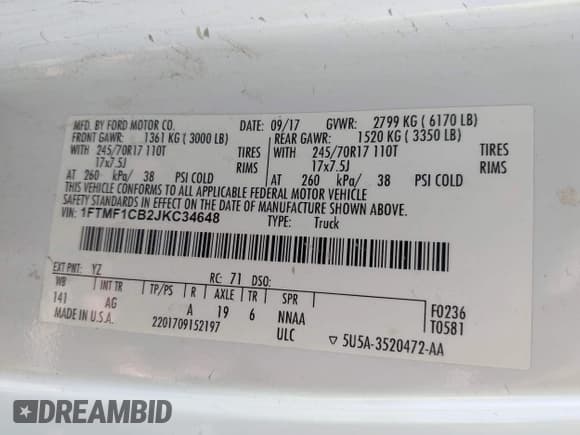 MFD. BY FORD MOTOR CO. DATE: 09/17 GVWR: 2799 KG ( 6170 LB)
FRONT GAWR: 1361 KG ( 3000 LB) REAR GAWR: 1520 KG ( 3350 LB)
WITH 245/70R17 110T TIRES WITH 245/70R17 110T TIRES
17x7.5J RIMS 17x7.5J RIMS
AT 260 kPa/ 38 PSI COLD AT 260 kPa/ 38 PSI COLD
THIS VEHICLE CONFORMS TO ALL APPLICABLE FEDERAL MOTOR VEHICLE
SAFETY STANDARDS IN EFFECT ON THE DATE OF MANUFACTURE SHOWN ABOVE.
VIN: 1FTMF1CB2JKC34648 TYPE: Truck
EXT PNT: YZ RC: 71 DSO:
WB INT TR TP/PS R AXLE TR SPR
141 AG A 19 6 NNAA F0236
MADE IN U.S.A. 2201709152197 ULC T0581
▽ 5U5A-3520472-AA
DREAMBID